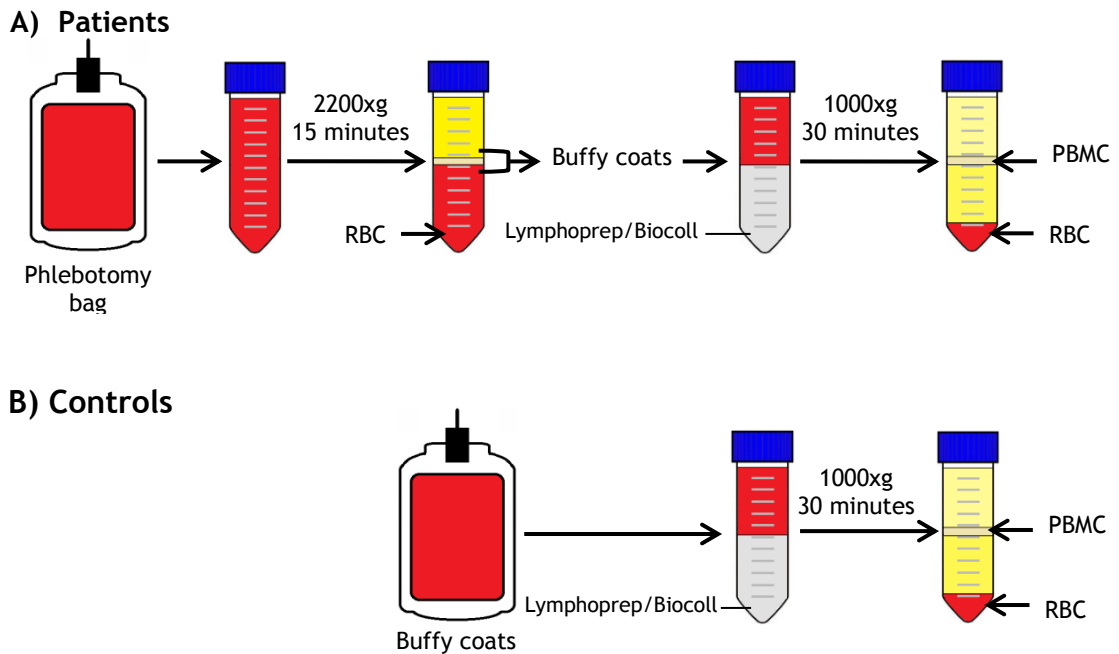 A) Patients
2200xg
15 minutes
1000xg
30 minutes
Buffy coats
PBMC
RBC
Lymphoprep/Biocoll
RBC
Phlebotomy
bag
B) Controls
1000xg
30 minutes
PBMC
Lymphoprep/Biocoll
RBC
Buffy coats